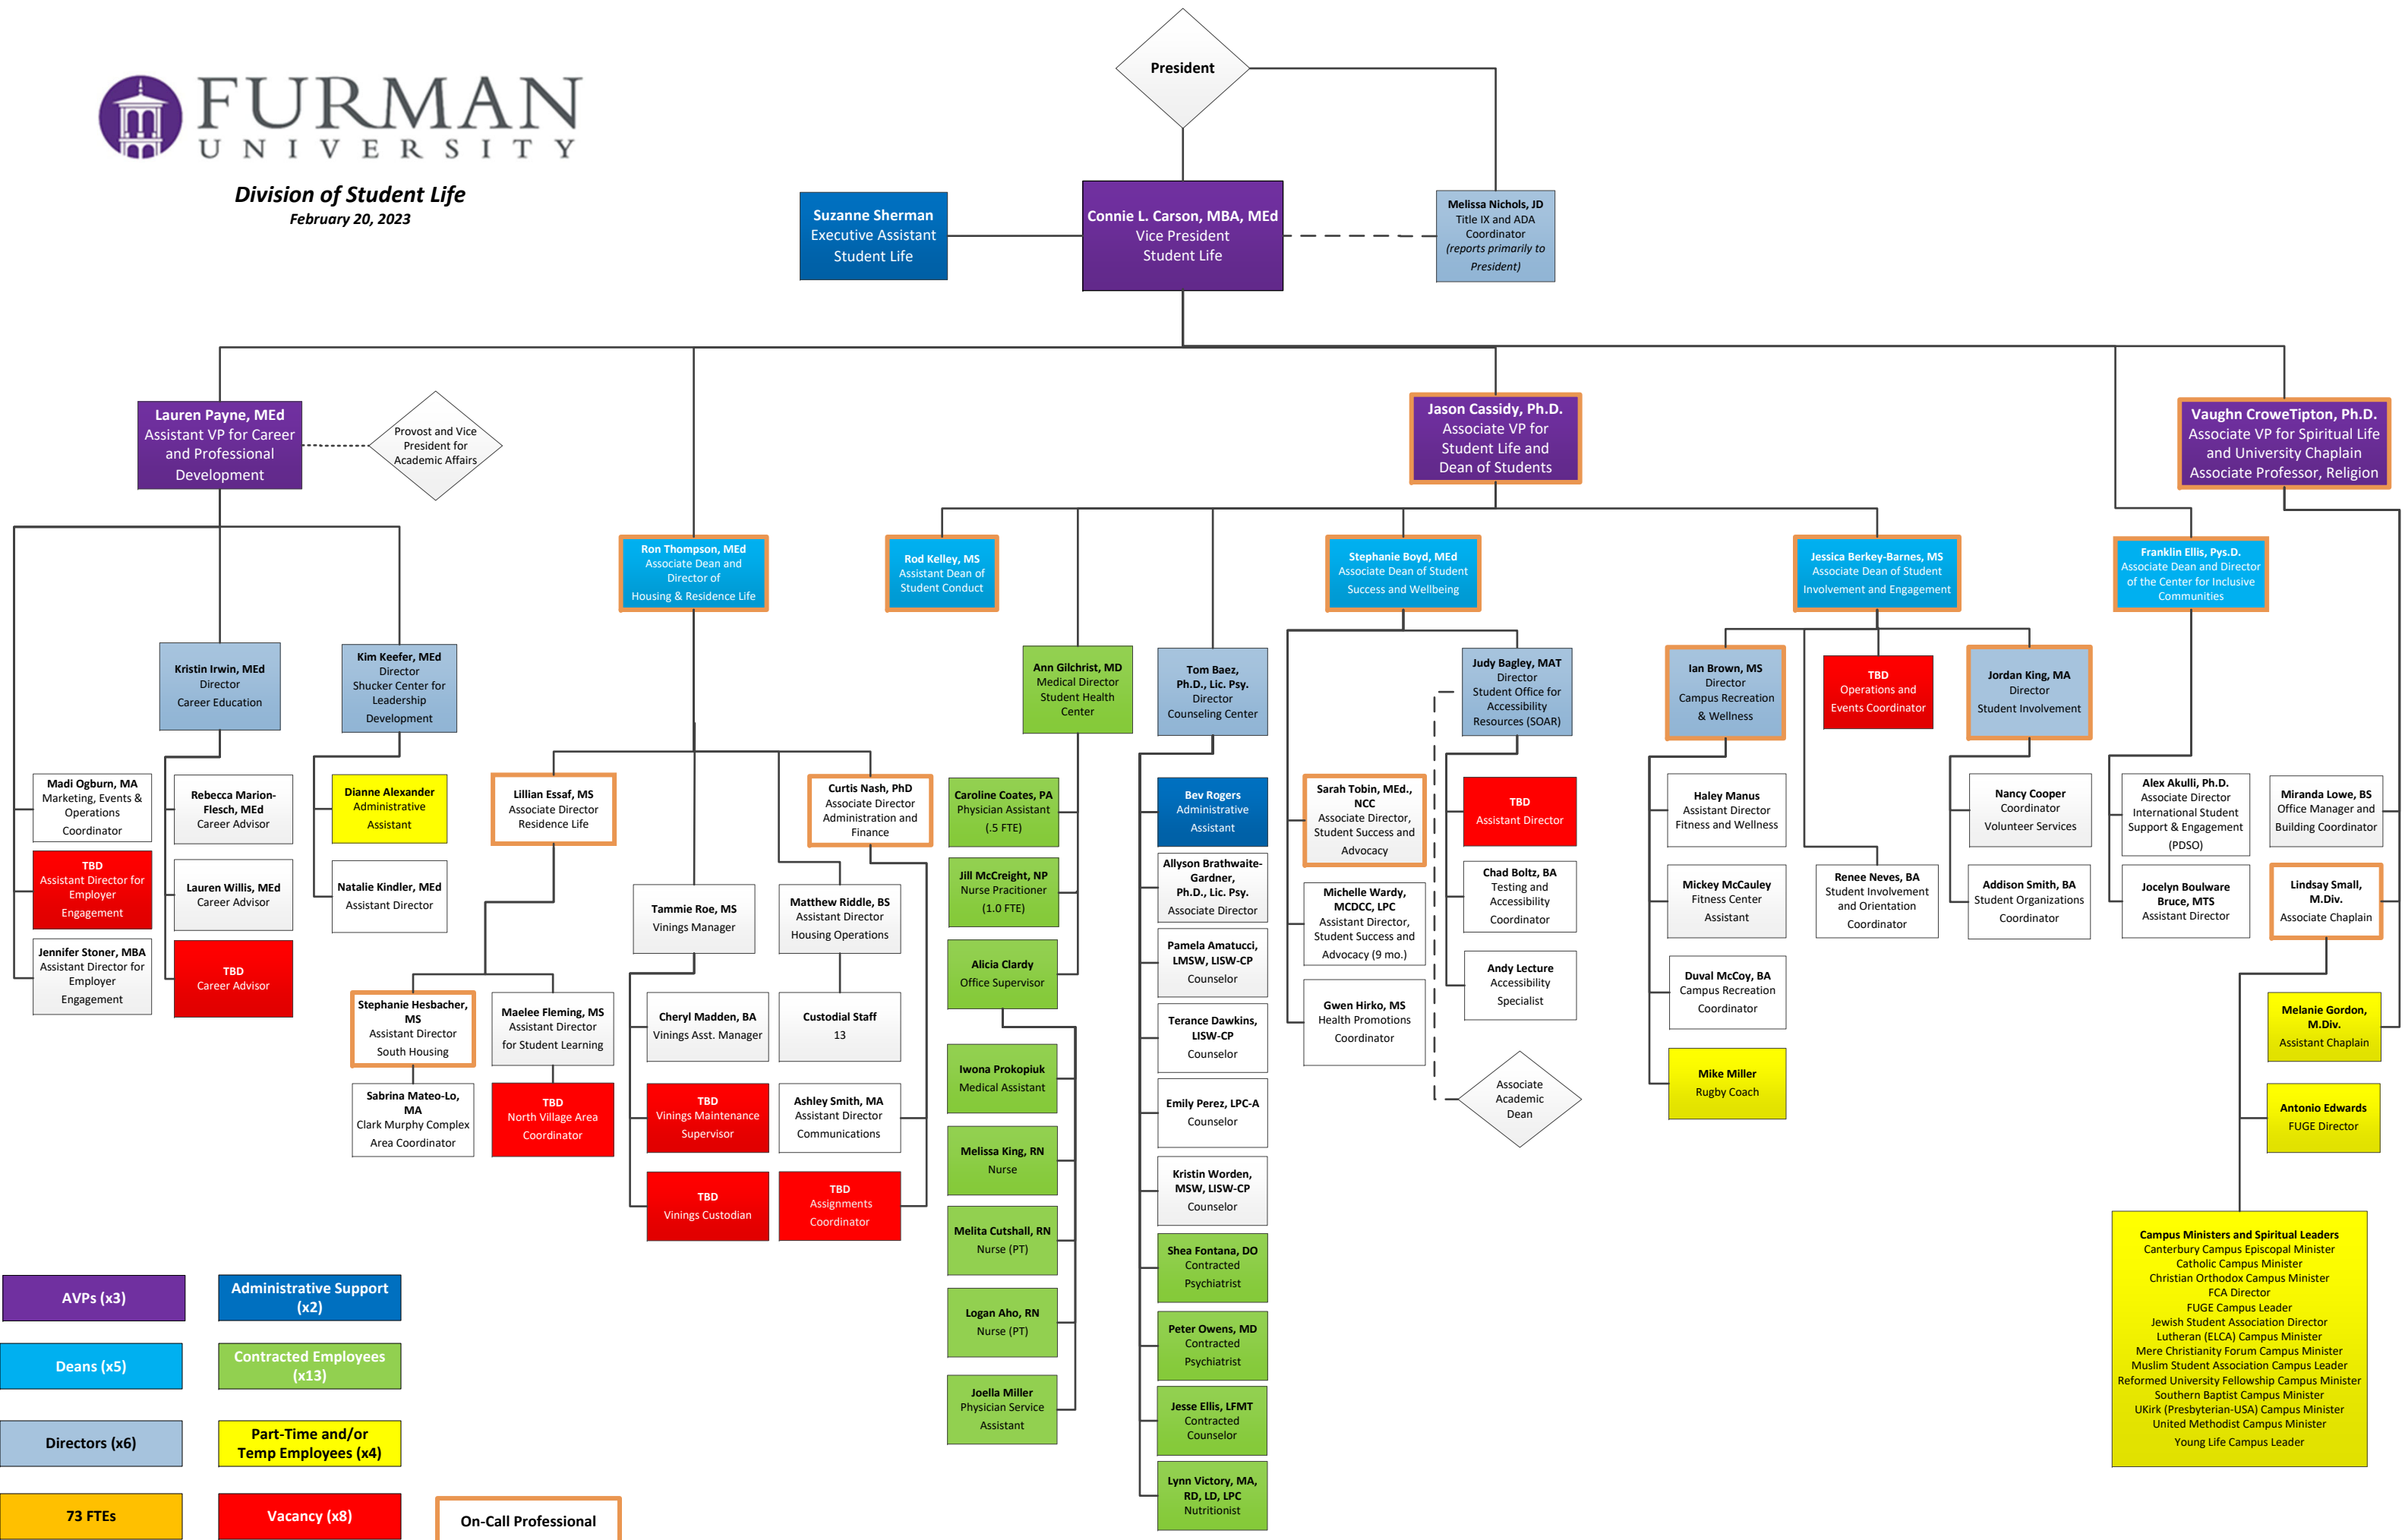 FURMAN
UNIVERSITY
Division of Student Life
February 20, 2023
President
Suzanne Sherman
Executive Assistant
Student Life
Connie L. Carson, MBA, MEd
Vice President
Student Life
Melissa Nichols, JD
Title IX and ADA
Coordinator
(reports primarily to
President)
Lauren Payne, MEd
Assistant VP for Career
and Professional
Development
Provost and Vice
President for
Academic Affairs
Jason Cassidy, Ph.D.
Associate VP for
Student Life and
Dean of Students
Vaughn CroweTipton, Ph.D.
Associate VP for Spiritual Life
and University Chaplain
Associate Professor, Religion
Ron Thompson, MEd
Associate Dean and
Director of
Housing & Residence Life
Rod Kelley, MS
Assistant Dean of
Student Conduct
Stephanie Boyd, MEd
Associate Dean of Student
Success and Wellbeing
Jessica Berkey-Barnes, MS
Associate Dean of Student
Involvement and Engagement
Franklin Ellis, Pys.D.
Associate Dean and Director
of the Center for Inclusive
Communities
Kristin Irwin, MEd
Director
Career Education
Kim Keefer, MEd
Director
Shucker Center for
Leadership
Development
Ann Gilchrist, MD
Medical Director
Student Health
Center
Tom Baez,
Ph.D., Lic. Psy.
Director
Counseling Center
Judy Bagley, MAT
Director
Student Office for
Accessibility
Resources (SOAR)
Ian Brown, MS
Director
Campus Recreation
& Wellness
TBD
Operations and
Events Coordinator
Jordan King, MA
Director
Student Involvement
Madi Ogburn, MA
Marketing, Events &
Operations
Coordinator
TBD
Assistant Director for
Employer
Engagement
Jennifer Stoner, MBA
Assistant Director for
Employer
Engagement
Rebecca Marion-
Flesch, MEd
Career Advisor
Lauren Willis, MEd
Career Advisor
TBD
Career Advisor
Dianne Alexander
Administrative
Assistant
Natalie Kindler, MEd
Assistant Director
Lillian Essaf, MS
Associate Director
Residence Life
Curtis Nash, PhD
Associate Director
Administration and
Finance
Stephanie Hesbacher,
MS
Assistant Director
South Housing
Sabrina Mateo-Lo,
MA
Clark Murphy Complex
Area Coordinator
Maelee Fleming, MS
Assistant Director
for Student Learning
TBD
North Village Area
Coordinator
Tammie Roe, MS
Vinings Manager
Cheryl Madden, BA
Vinings Asst. Manager
TBD
Vinings Maintenance
Supervisor
TBD
Vinings Custodian
Matthew Riddle, BS
Assistant Director
Housing Operations
Custodial Staff
13
Ashley Smith, MA
Assistant Director
Communications
TBD
Assignments
Coordinator
Caroline Coates, PA
Physician Assistant
(.5 FTE)
Jill McCreight, NP
Nurse Pracitioner
(1.0 FTE)
Alicia Clardy
Office Supervisor
Iwona Prokopiuk
Medical Assistant
Melissa King, RN
Nurse
Melita Cutshall, RN
Nurse (PT)
Logan Aho, RN
Nurse (PT)
Joella Miller
Physician Service
Assistant
Bev Rogers
Administrative
Assistant
Allyson Brathwaite-
Gardner,
Ph.D., Lic. Psy.
Associate Director
Pamela Amatucci,
LMSW, LISW-CP
Counselor
Terance Dawkins,
LISW-CP
Counselor
Emily Perez, LPC-A
Counselor
Kristin Worden,
MSW, LISW-CP
Counselor
Shea Fontana, DO
Contracted
Psychiatrist
Peter Owens, MD
Contracted
Psychiatrist
Jesse Ellis, LFMT
Contracted
Counselor
Lynn Victory, MA,
RD, LD, LPC
Nutritionist
Sarah Tobin, MEd.,
NCC
Associate Director,
Student Success and
Advocacy
Michelle Wardy,
MCDCC, LPC
Assistant Director,
Student Success and
Advocacy (9 mo.)
Gwen Hirko, MS
Health Promotions
Coordinator
TBD
Assistant Director
Chad Boltz, BA
Testing and
Accessibility
Coordinator
Andy Lecture
Accessibility
Specialist
Associate
Academic
Dean
Haley Manus
Assistant Director
Fitness and Wellness
Mickey McCauley
Fitness Center
Assistant
Duval McCoy, BA
Campus Recreation
Coordinator
Mike Miller
Rugby Coach
Renee Neves, BA
Student Involvement
and Orientation
Coordinator
Nancy Cooper
Coordinator
Volunteer Services
Addison Smith, BA
Student Organizations
Coordinator
Alex Akulli, Ph.D.
Associate Director
International Student
Support & Engagement
(PDSO)
Jocelyn Boulware
Bruce, MTS
Assistant Director
Miranda Lowe, BS
Office Manager and
Building Coordinator
Lindsay Small,
M.Div.
Associate Chaplain
Melanie Gordon,
M.Div.
Assistant Chaplain
Antonio Edwards
FUGE Director
Campus Ministers and Spiritual Leaders
Canterbury Campus Episcopal Minister
Catholic Campus Minister
Christian Orthodox Campus Minister
FCA Director
FUGE Campus Leader
Jewish Student Association Director
Lutheran (ELCA) Campus Minister
Mere Christianity Forum Campus Minister
Muslim Student Association Campus Leader
Reformed University Fellowship Campus Minister
Southern Baptist Campus Minister
UKirk (Presbyterian-USA) Campus Minister
United Methodist Campus Minister
Young Life Campus Leader
AVPs (x3)
Administrative Support
(x2)
Deans (x5)
Contracted Employees
(x13)
Directors (x6)
Part-Time and/or
Temp Employees (x4)
73 FTEs
Vacancy (x8)
On-Call Professional